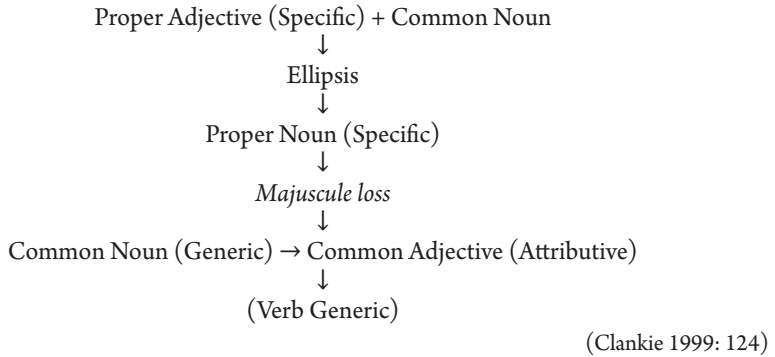 Proper Adjective (Specific) + Common Noun
↓
Ellipsis
↓
Proper Noun (Specific)
↓
Majuscule loss
↓
Common Noun (Generic) → Common Adjective (Attributive)
↓
(Verb Generic)
(Clankie 1999: 124)